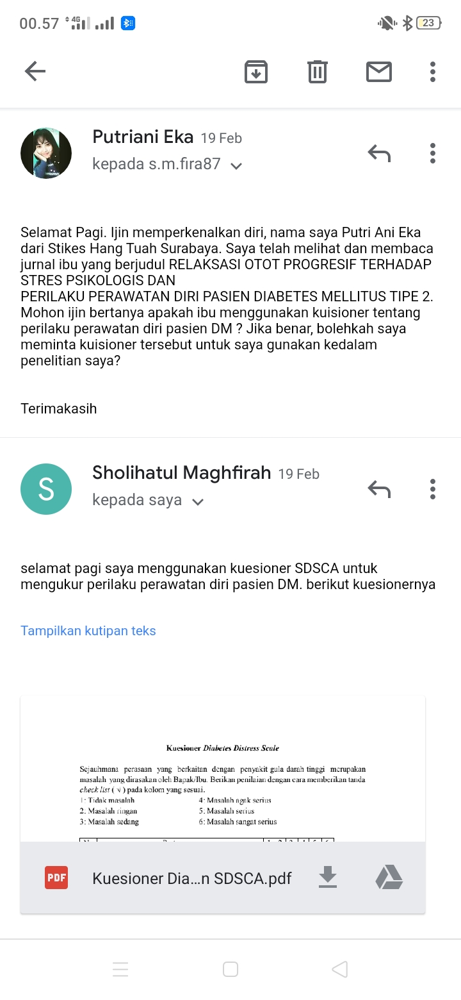 00.57 4G 23
Putriani Eka 19 Feb
kepada s.m.fira87
Selamat Pagi. Ijin memperkenalkan diri, nama saya Putri Ani Eka
dari Stikes Hang Tuah Surabaya. Saya telah melihat dan membaca
jurnal ibu yang berjudul RELAKSASI OTOT PROGRESIF TERHADAP
STRES PSIKOLOGIS DAN
PERILAKU PERAWATAN DIRI PASIEN DIABETES MELLITUS TIPE 2.
Mohon ijin bertanya apakah ibu menggunakan kuisioner tentang
perilaku perawatan diri pasien DM ? Jika benar, bolehkah saya
meminta kuisioner tersebut untuk saya gunakan kedalam
penelitian saya?
Terimakasih
S
Sholihatul Maghfirah 19 Feb
kepada saya
selamat pagi saya menggunakan kuesioner SDSCA untuk
mengukur perilaku perawatan diri pasien DM. berikut kuesionernya
Tampilkan kutipan teks
Kuesioner Diabetes Distress Scale
Sejauhmana perasaan yang berkaitan dengan penyakit gula darah tinggi merupakan
masalah yang dirasakan oleh Bapak/Ibu. Berikan penilaian dengan cara memberikan tanda
check list ( √ ) pada kolom yang sesuai.
1: Tidak masalah 4: Masalah agak serius
2: Masalah ringan 5: Masalah serius
3: Masalah sedang 6: Masalah sangat serius
PDF Kuesioner Dia...n SDSCA.pdf